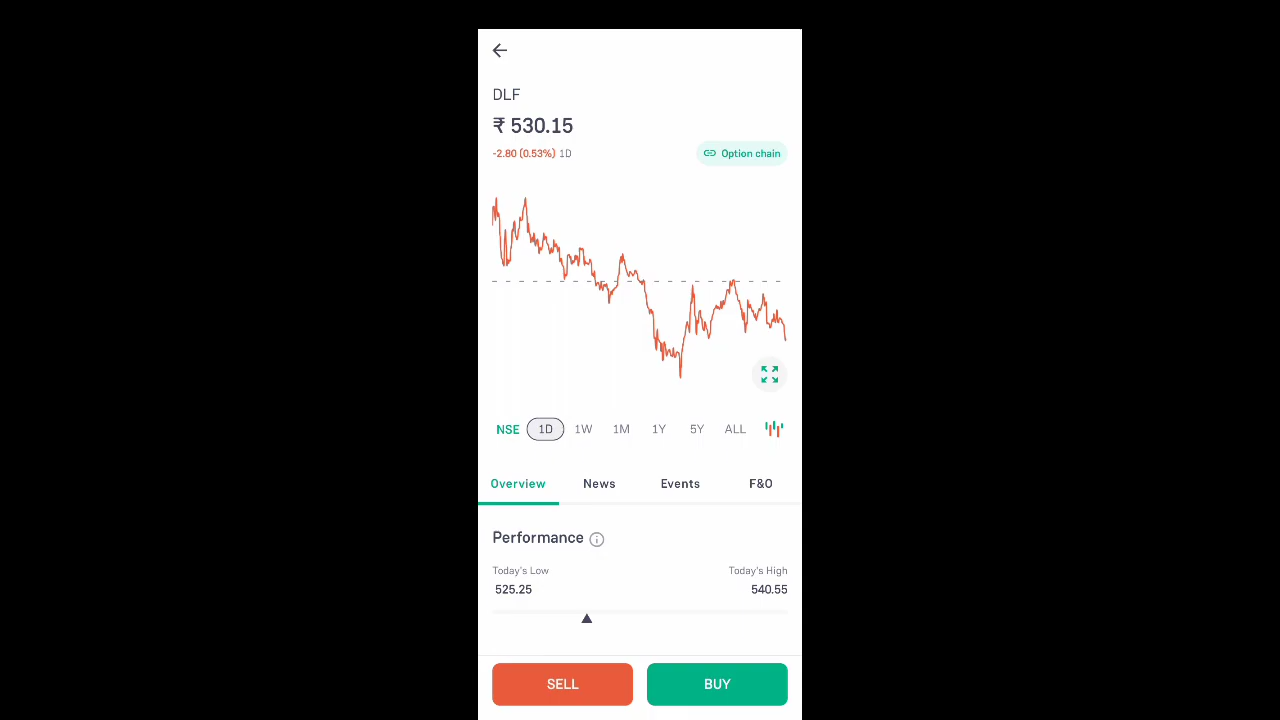 DLF
₹ 530.15
-2.80 (0.53%) 1D
Option chain
NSE 1D 1W 1M 1Y 5Y ALL
Overview News Events F&O
Performance
Today's Low Today's High
525.25 540.55
SELL BUY